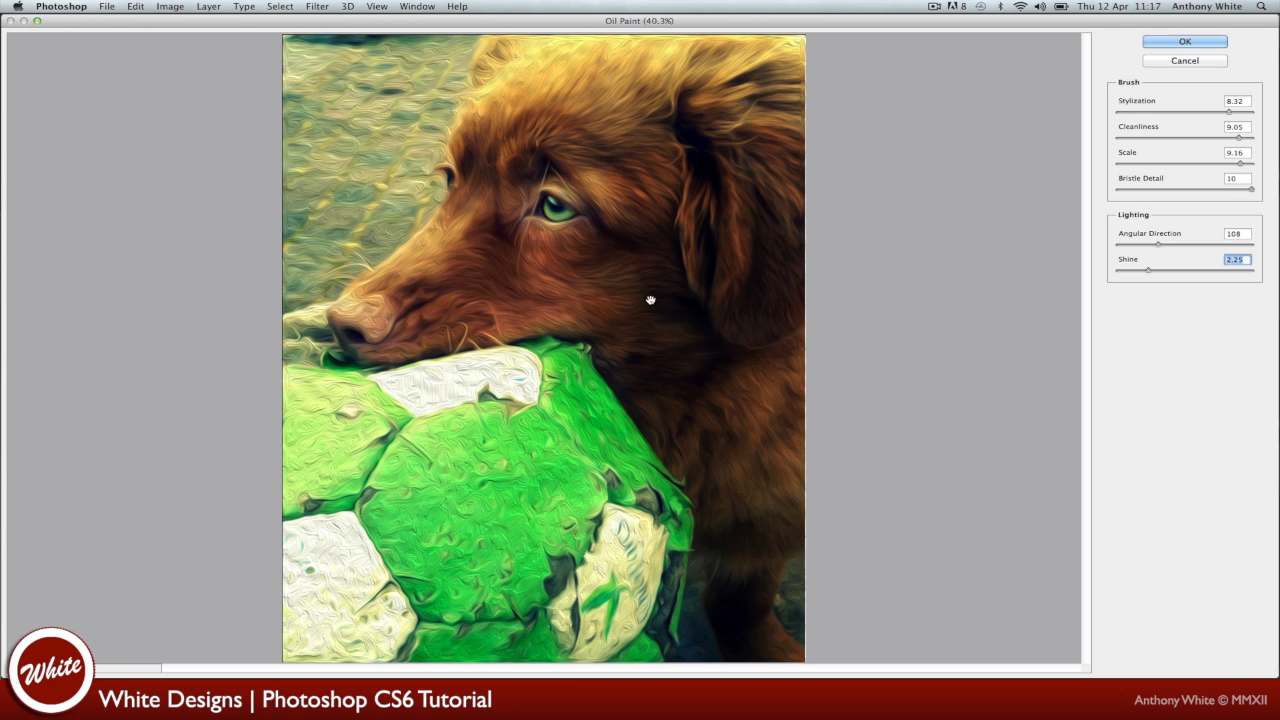 Photoshop File Edit Image Layer Type Select Filter 3D View Window Help 8 Thu 12 Apr 11:17 Anthony White
Oil Paint (40.3%)
OK
Cancel
Brush
Stylization 8.32
Cleanliness 9.05
Scale 9.16
Bristle Detail 10
Lighting
Angular Direction 108
Shine 2.25
White
White Designs | Photoshop CS6 Tutorial
Anthony White © MMXII